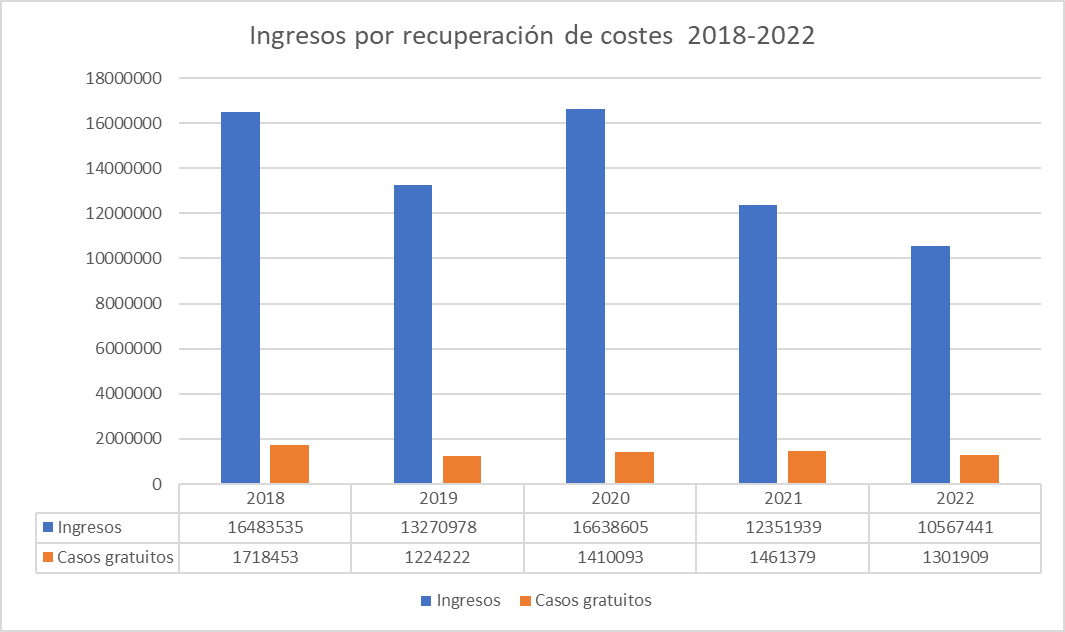 Ingresos por recuperación de costes  2018-2022
18000000
16000000
14000000
12000000
10000000
8000000
6000000
4000000
2000000
0
2018 2019 2020 2021 2022
Ingresos 16483535 13270978 16638605 12351939 10567441
Casos gratuitos 1718453 1224222 1410093 1461379 1301909
Ingresos Casos gratuitos